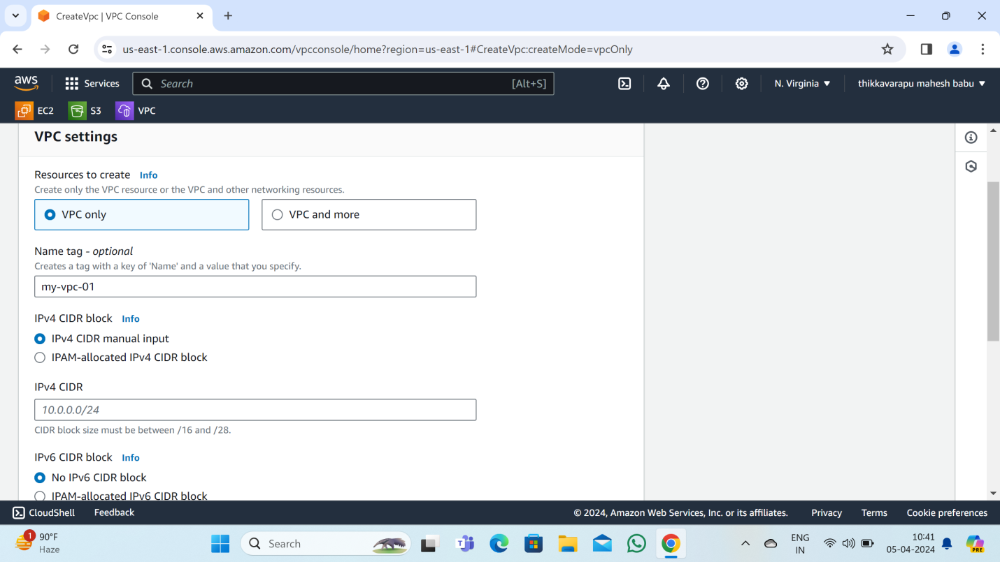 CreateVpc | VPC Console
us-east-1.console.aws.amazon.com/vpcconsole/home?region=us-east-1#CreateVpc:createMode=vpcOnly
aws Services Search [Alt+S] N. Virginia thikkavarapu mahesh babu
EC2 S3 VPC
VPC settings
Resources to create Info
Create only the VPC resource or the VPC and other networking resources.
VPC only VPC and more
Name tag - optional
Creates a tag with a key of 'Name' and a value that you specify.
my-vpc-01
IPv4 CIDR block Info
IPv4 CIDR manual input
IPAM-allocated IPv4 CIDR block
IPv4 CIDR
10.0.0.0/24
CIDR block size must be between /16 and /28.
IPv6 CIDR block Info
No IPv6 CIDR block
IPAM-allocated IPv6 CIDR block
CloudShell Feedback © 2024, Amazon Web Services, Inc. or its affiliates. Privacy Terms Cookie preferences
1 90°F Search ENG 10:41
Haze IN 05-04-2024 PRE